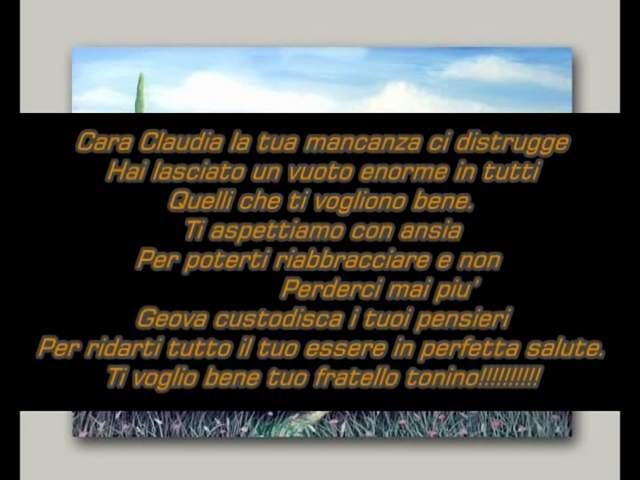 Cara Claudia la tua mancanza ci distrugge
Hai lasciato un vuoto enorme in tutti
Quelli che ti vogliono bene.
Ti aspettiamo con ansia
Per poterti riabbracciare e non
Perderci mai piu'
Geova custodisca i tuoi pensieri
Per ridarti tutto il tuo essere in perfetta salute.
Ti voglio bene tuo fratello tonino!!!!!!!!!!